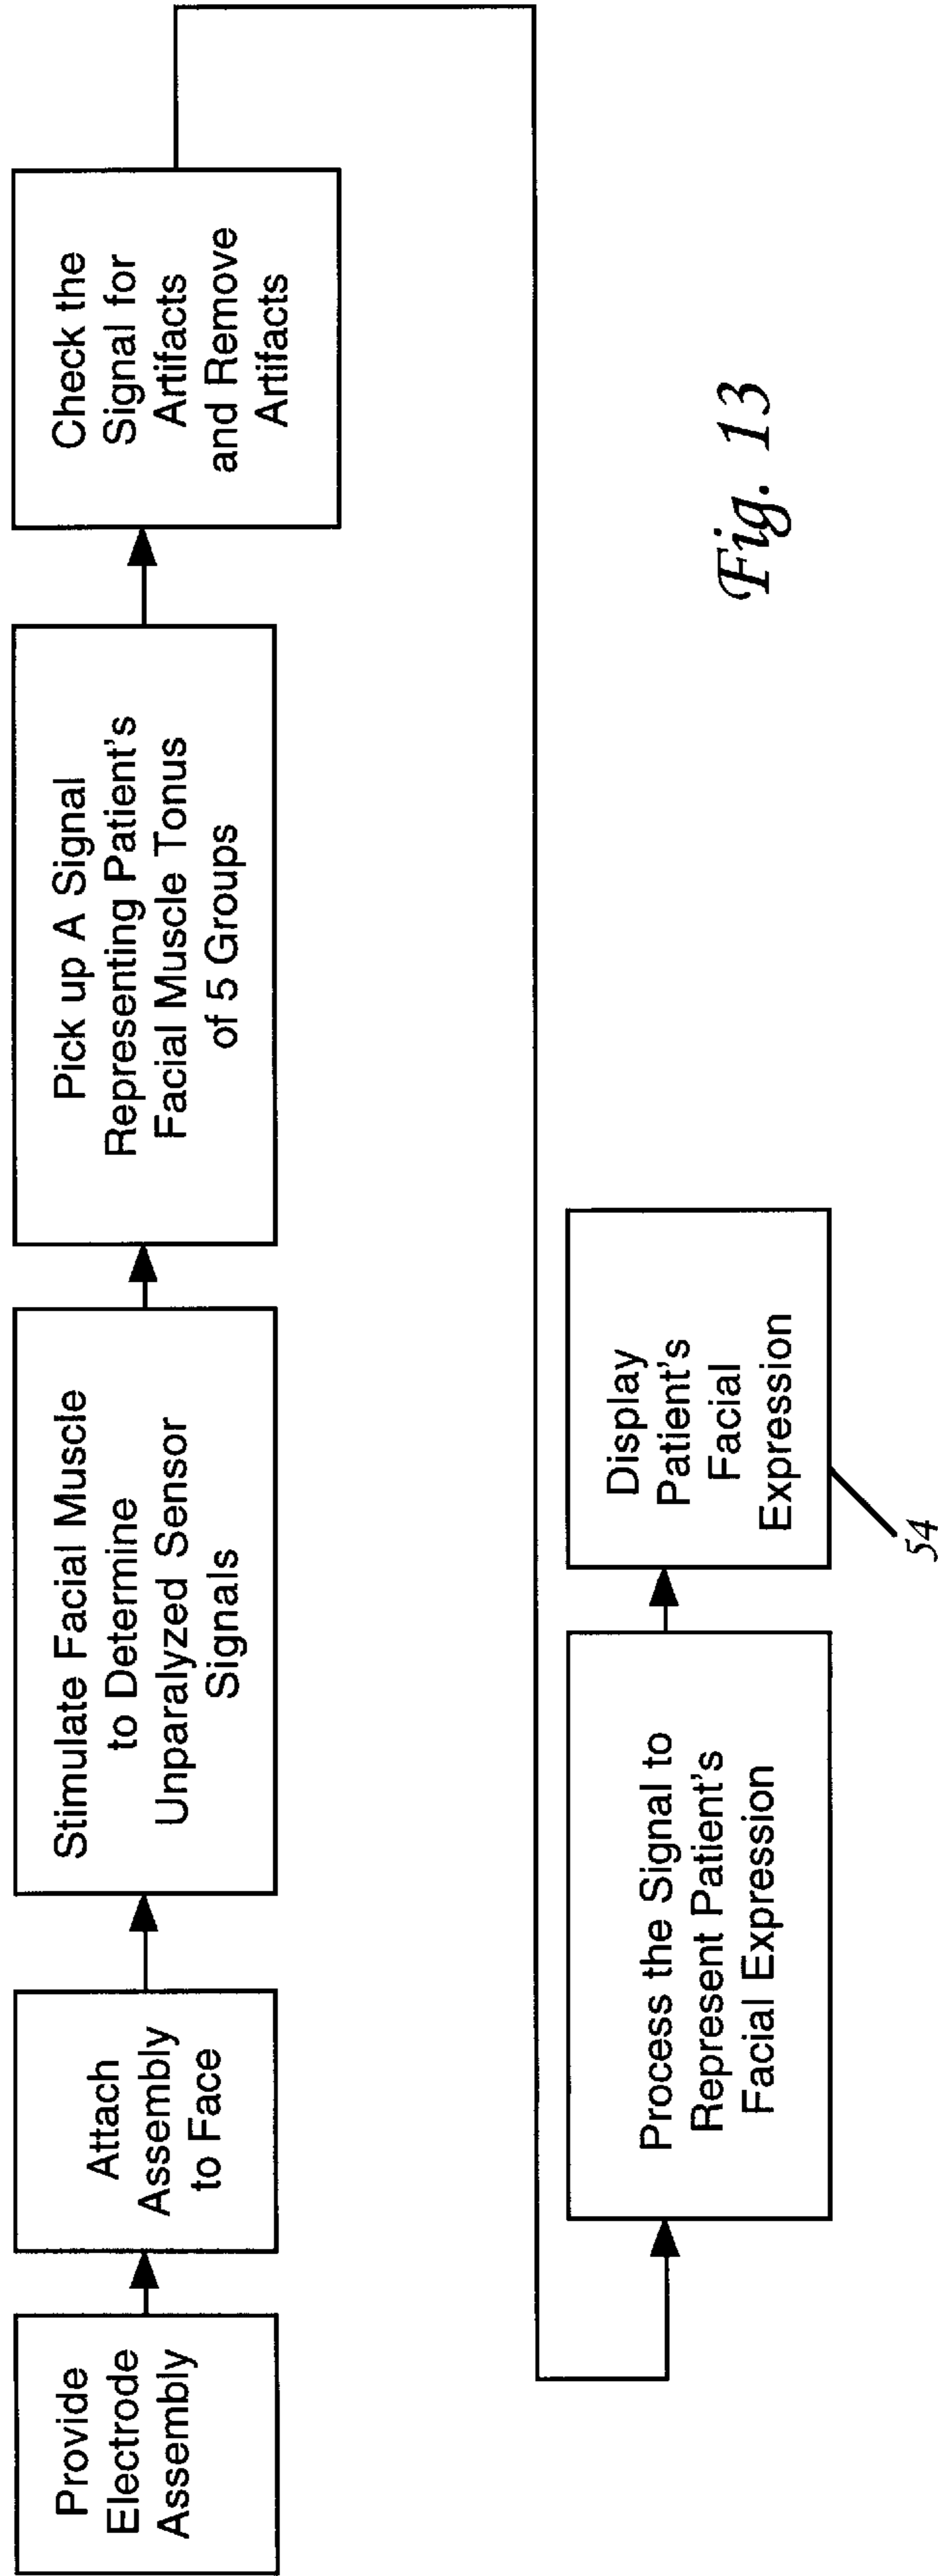 Provide
Electrode
Assembly
Attach
Assembly
to Face
Stimulate Facial Muscle
to Determine
Unparalyzed Sensor
Signals
Pick up A Signal
Representing Patient's
Facial Muscle Tonus
of 5 Groups
Check the
Signal for
Artifacts
and Remove
Artifacts
Process the Signal to
Represent Patient's
Facial Expression
Display
Patient's
Facial
Expression
54
Fig. 13